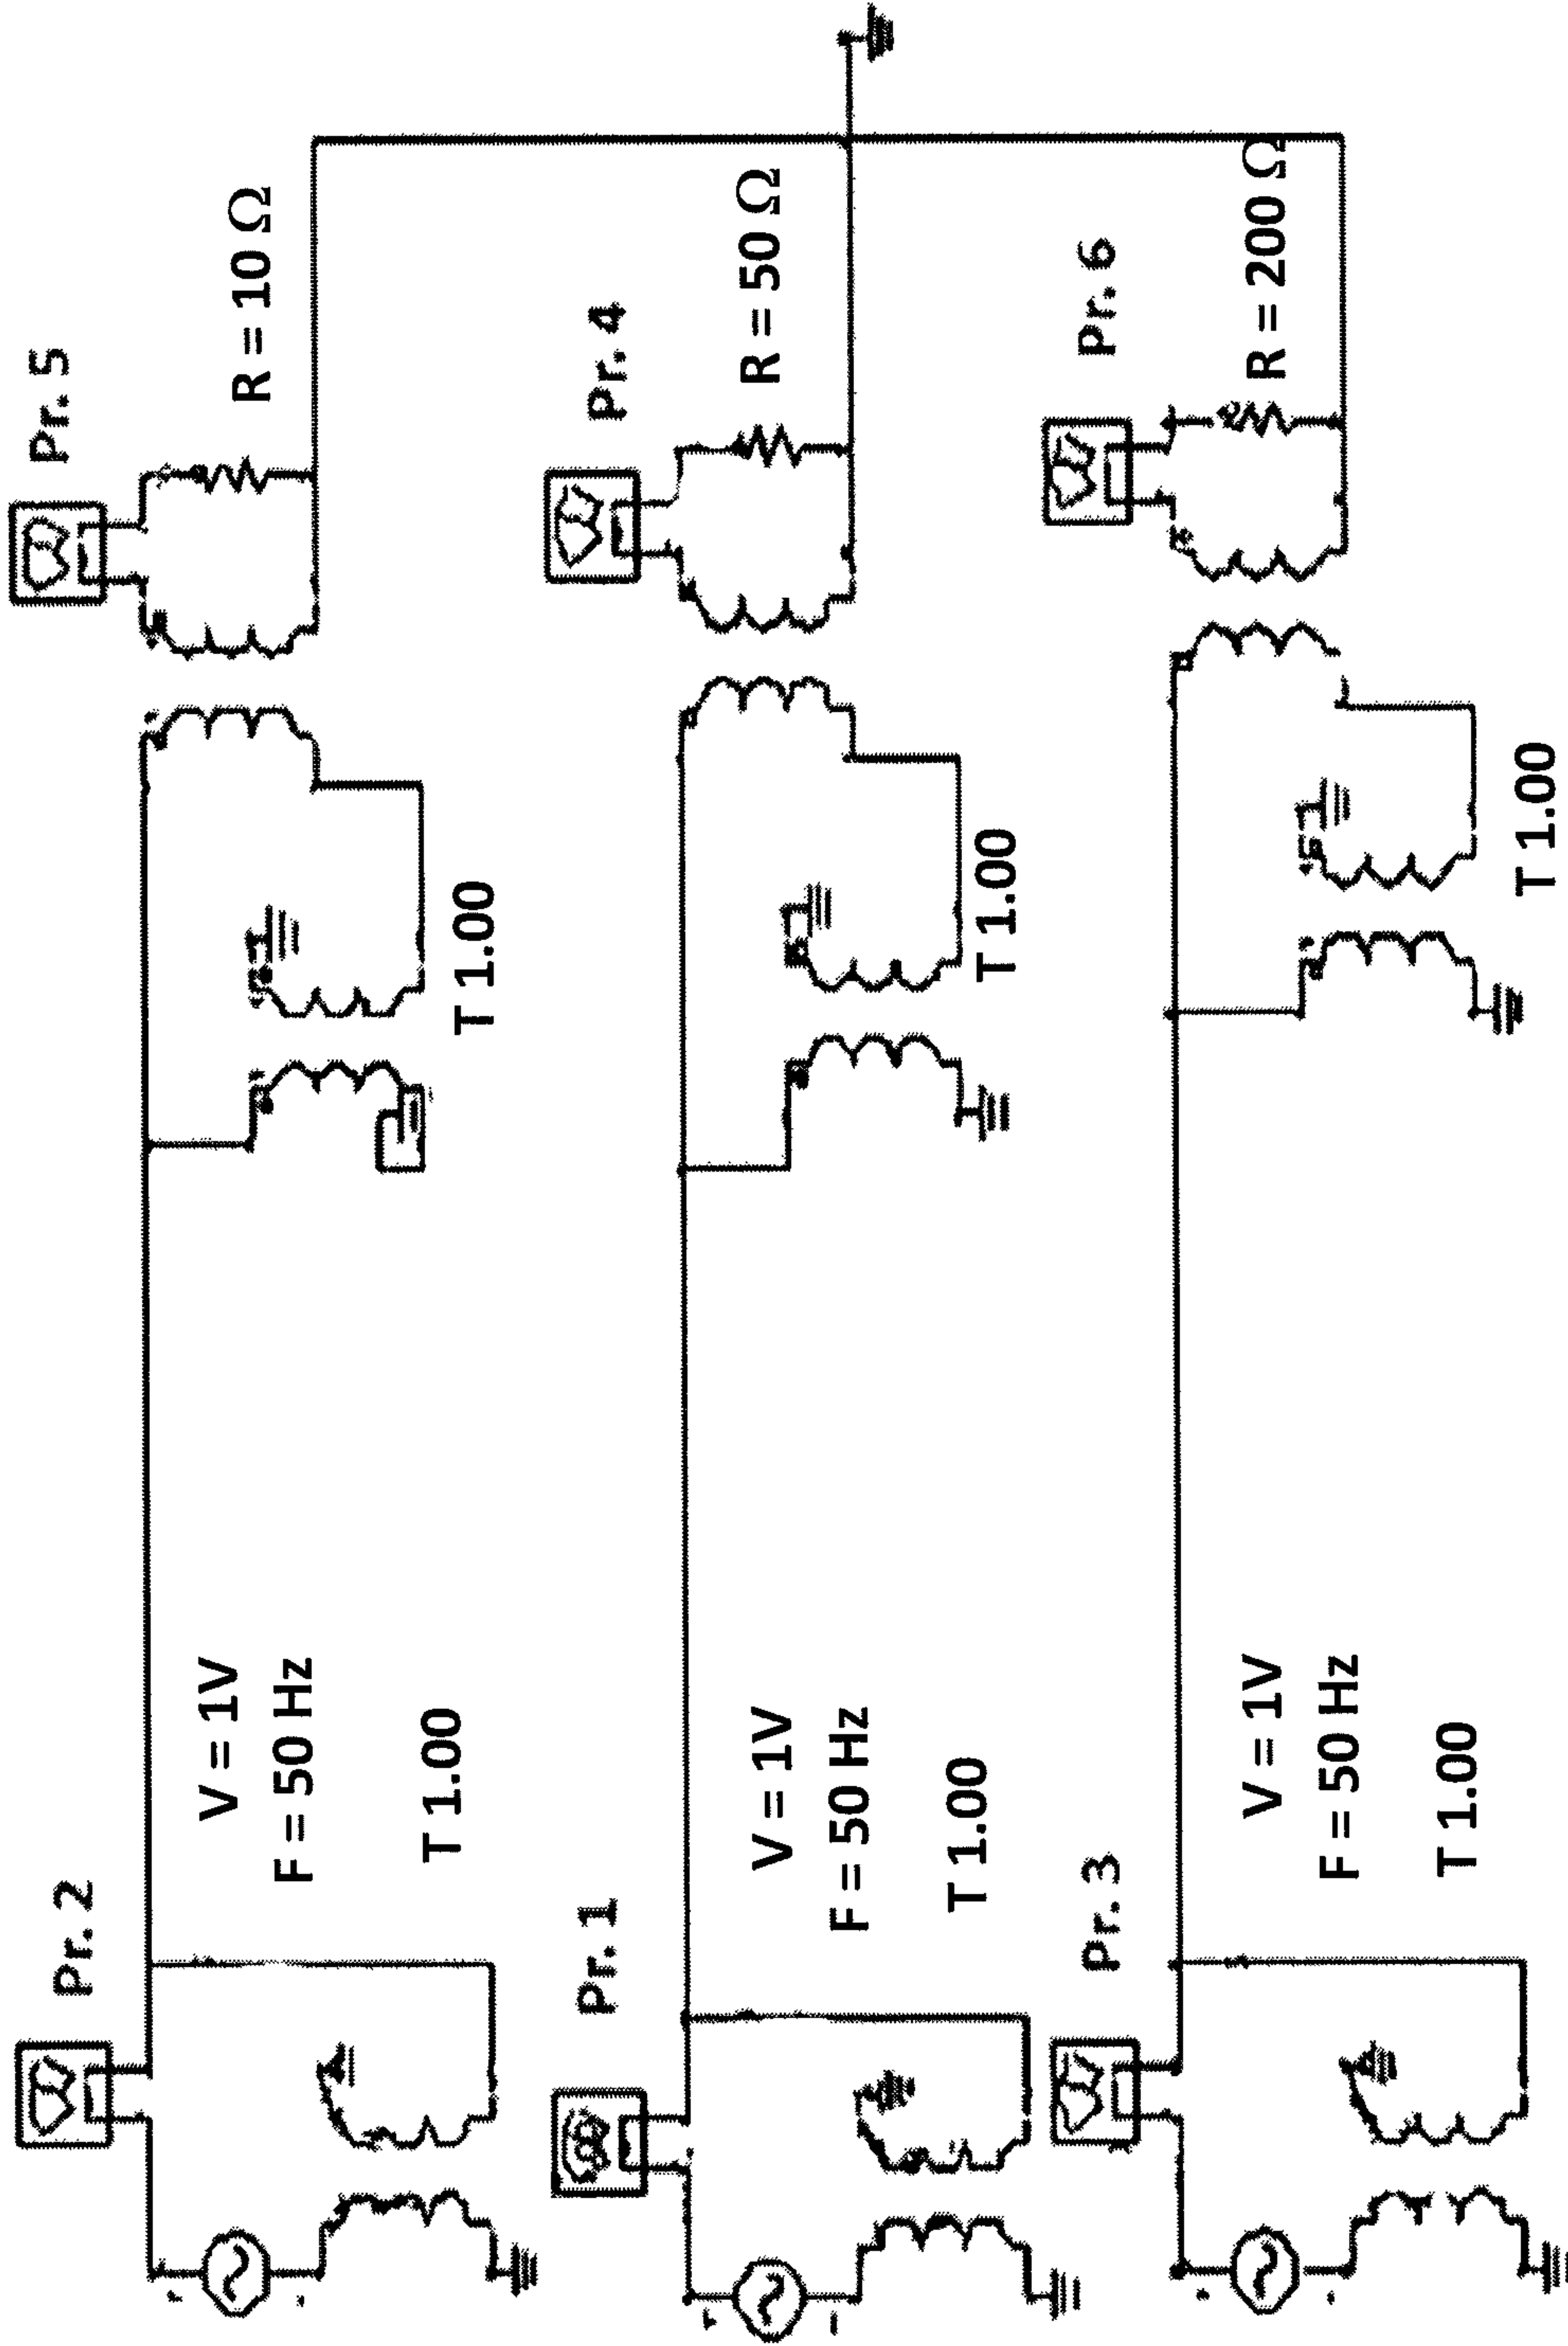 Pr. 2
V = 1V
F = 50 Hz
T 1.00
T 1.00
Pr. 5
R = 10 Ω
Pr. 1
V = 1V
F = 50 Hz
T 1.00
T 1.00
Pr. 4
R = 50 Ω
Pr. 3
V = 1V
F = 50 Hz
T 1.00
T 1.00
Pr. 6
R = 200 Ω